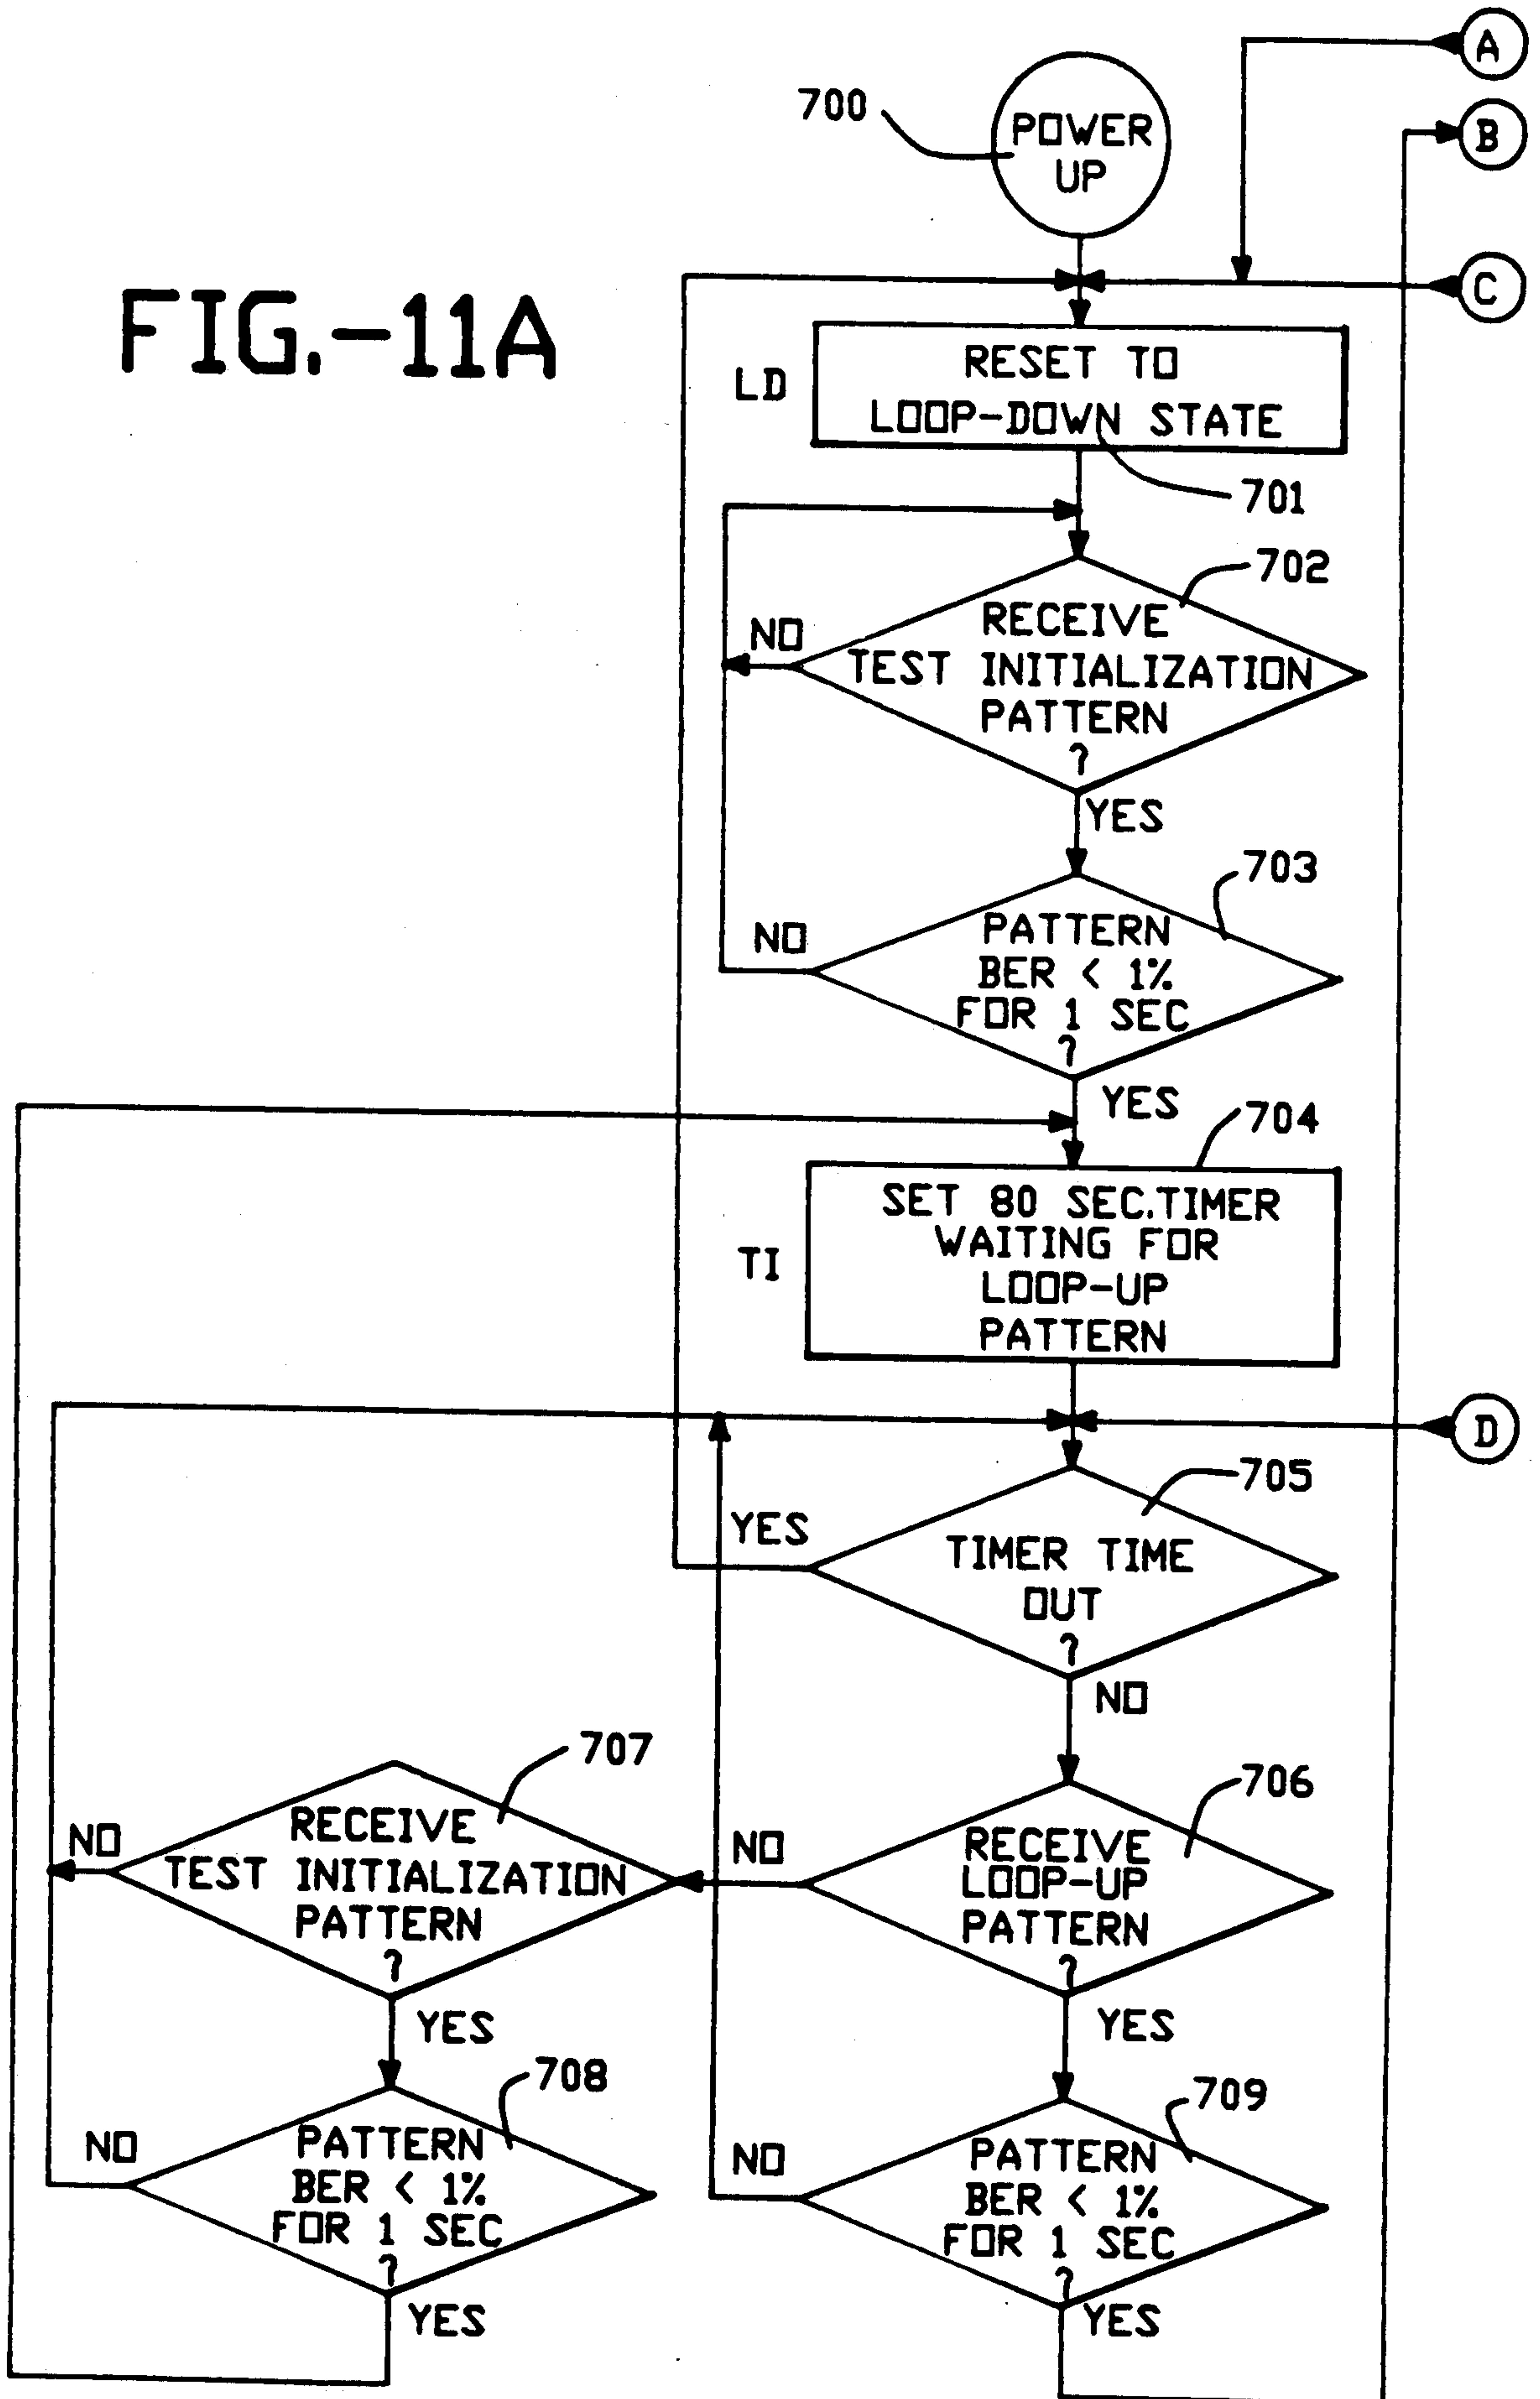 A
700
POWER
UP
B
C
FIG.-11A
LD
RESET TO
LOOP-DOWN STATE
701
702
RECEIVE
NO
TEST INITIALIZATION
PATTERN
?
YES
703
PATTERN
NO
BER < 1%
FOR 1 SEC
?
YES
704
SET 80 SEC.TIMER
WAITING FOR
TI
LOOP-UP
PATTERN
D
705
YES
TIMER TIME
OUT
?
NO
707
706
RECEIVE
NO
TEST INITIALIZATION
PATTERN
?
NO
RECEIVE
LOOP-UP
PATTERN
?
YES
YES
708
709
NO
PATTERN
BER < 1%
FOR 1 SEC
?
YES
NO
PATTERN
BER < 1%
FOR 1 SEC
?
YES